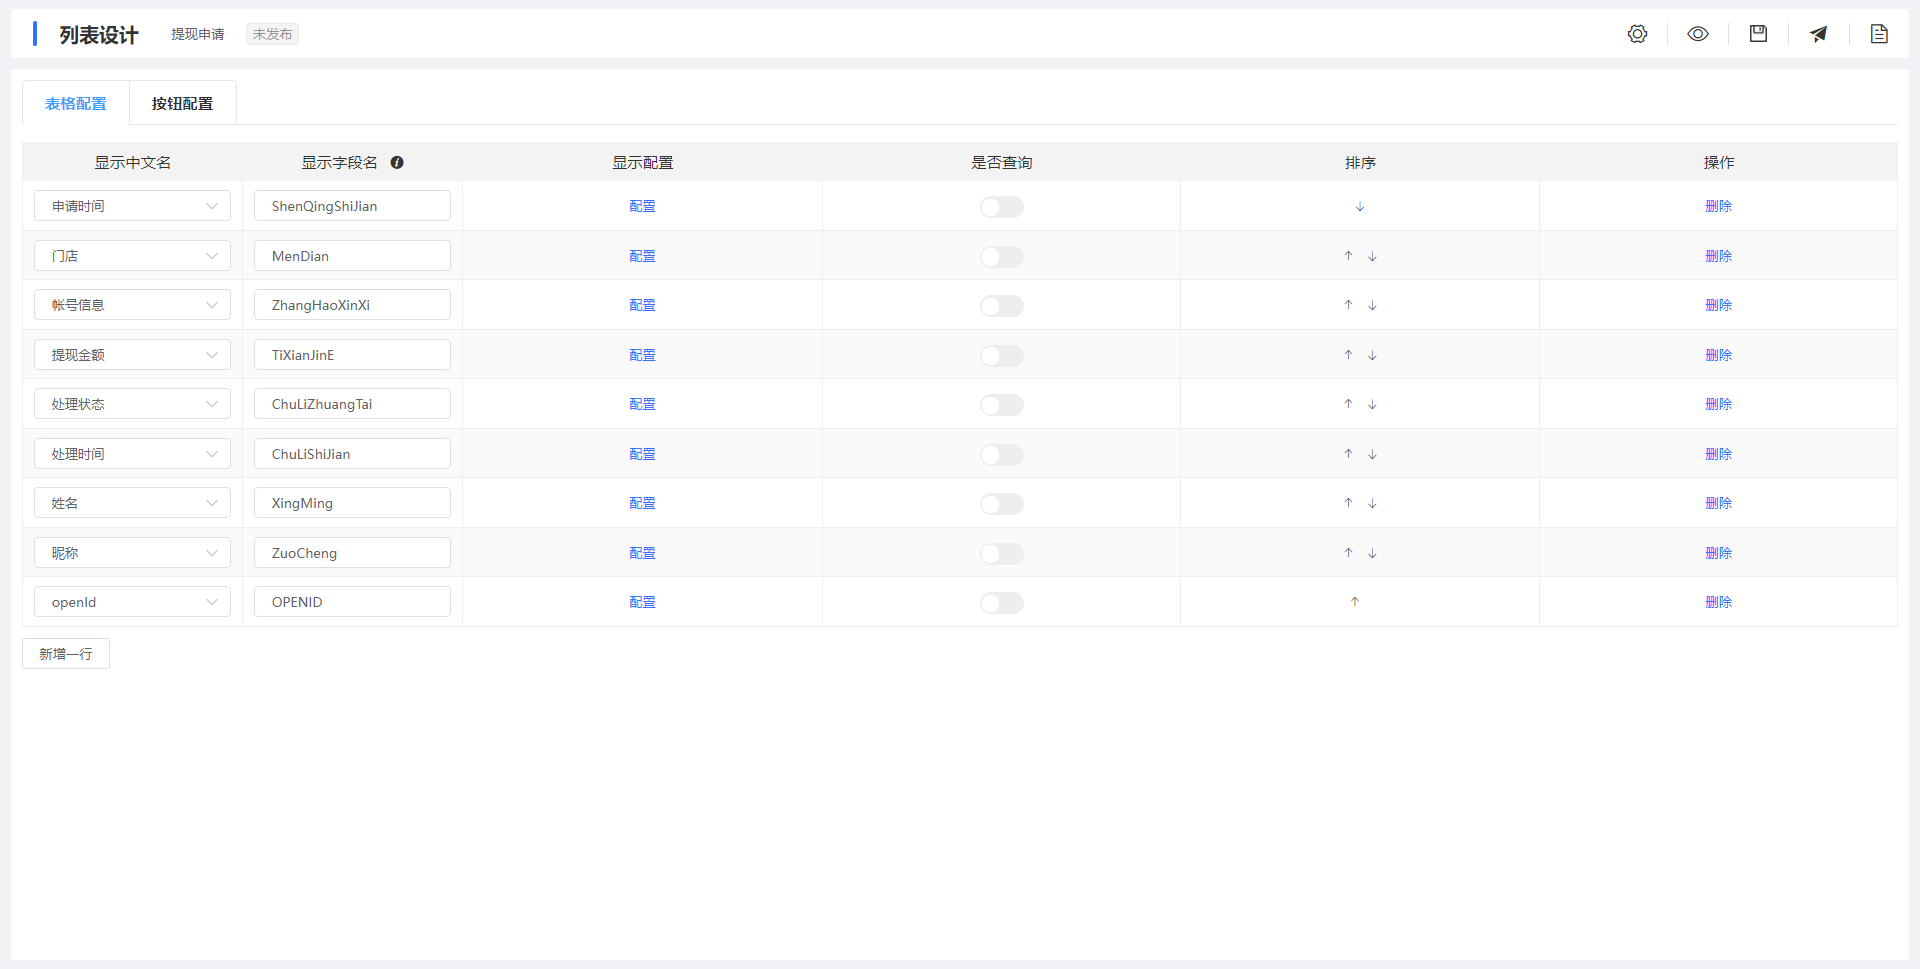 列表设计 提现申请 未发布
表格配置 按钮配置
显示中文名 显示字段名 显示配置 是否查询 排序 操作
申请时间 ShenQingShiJian 配置 删除
门店 MenDian 配置 删除
帐号信息 ZhangHaoXinXi 配置 删除
提现金额 TiXianJinE 配置 删除
处理状态 ChuLiZhuangTai 配置 删除
处理时间 ChuLiShiJian 配置 删除
姓名 XingMing 配置 删除
昵称 ZuoCheng 配置 删除
openId OPENID 配置 删除
新增一行